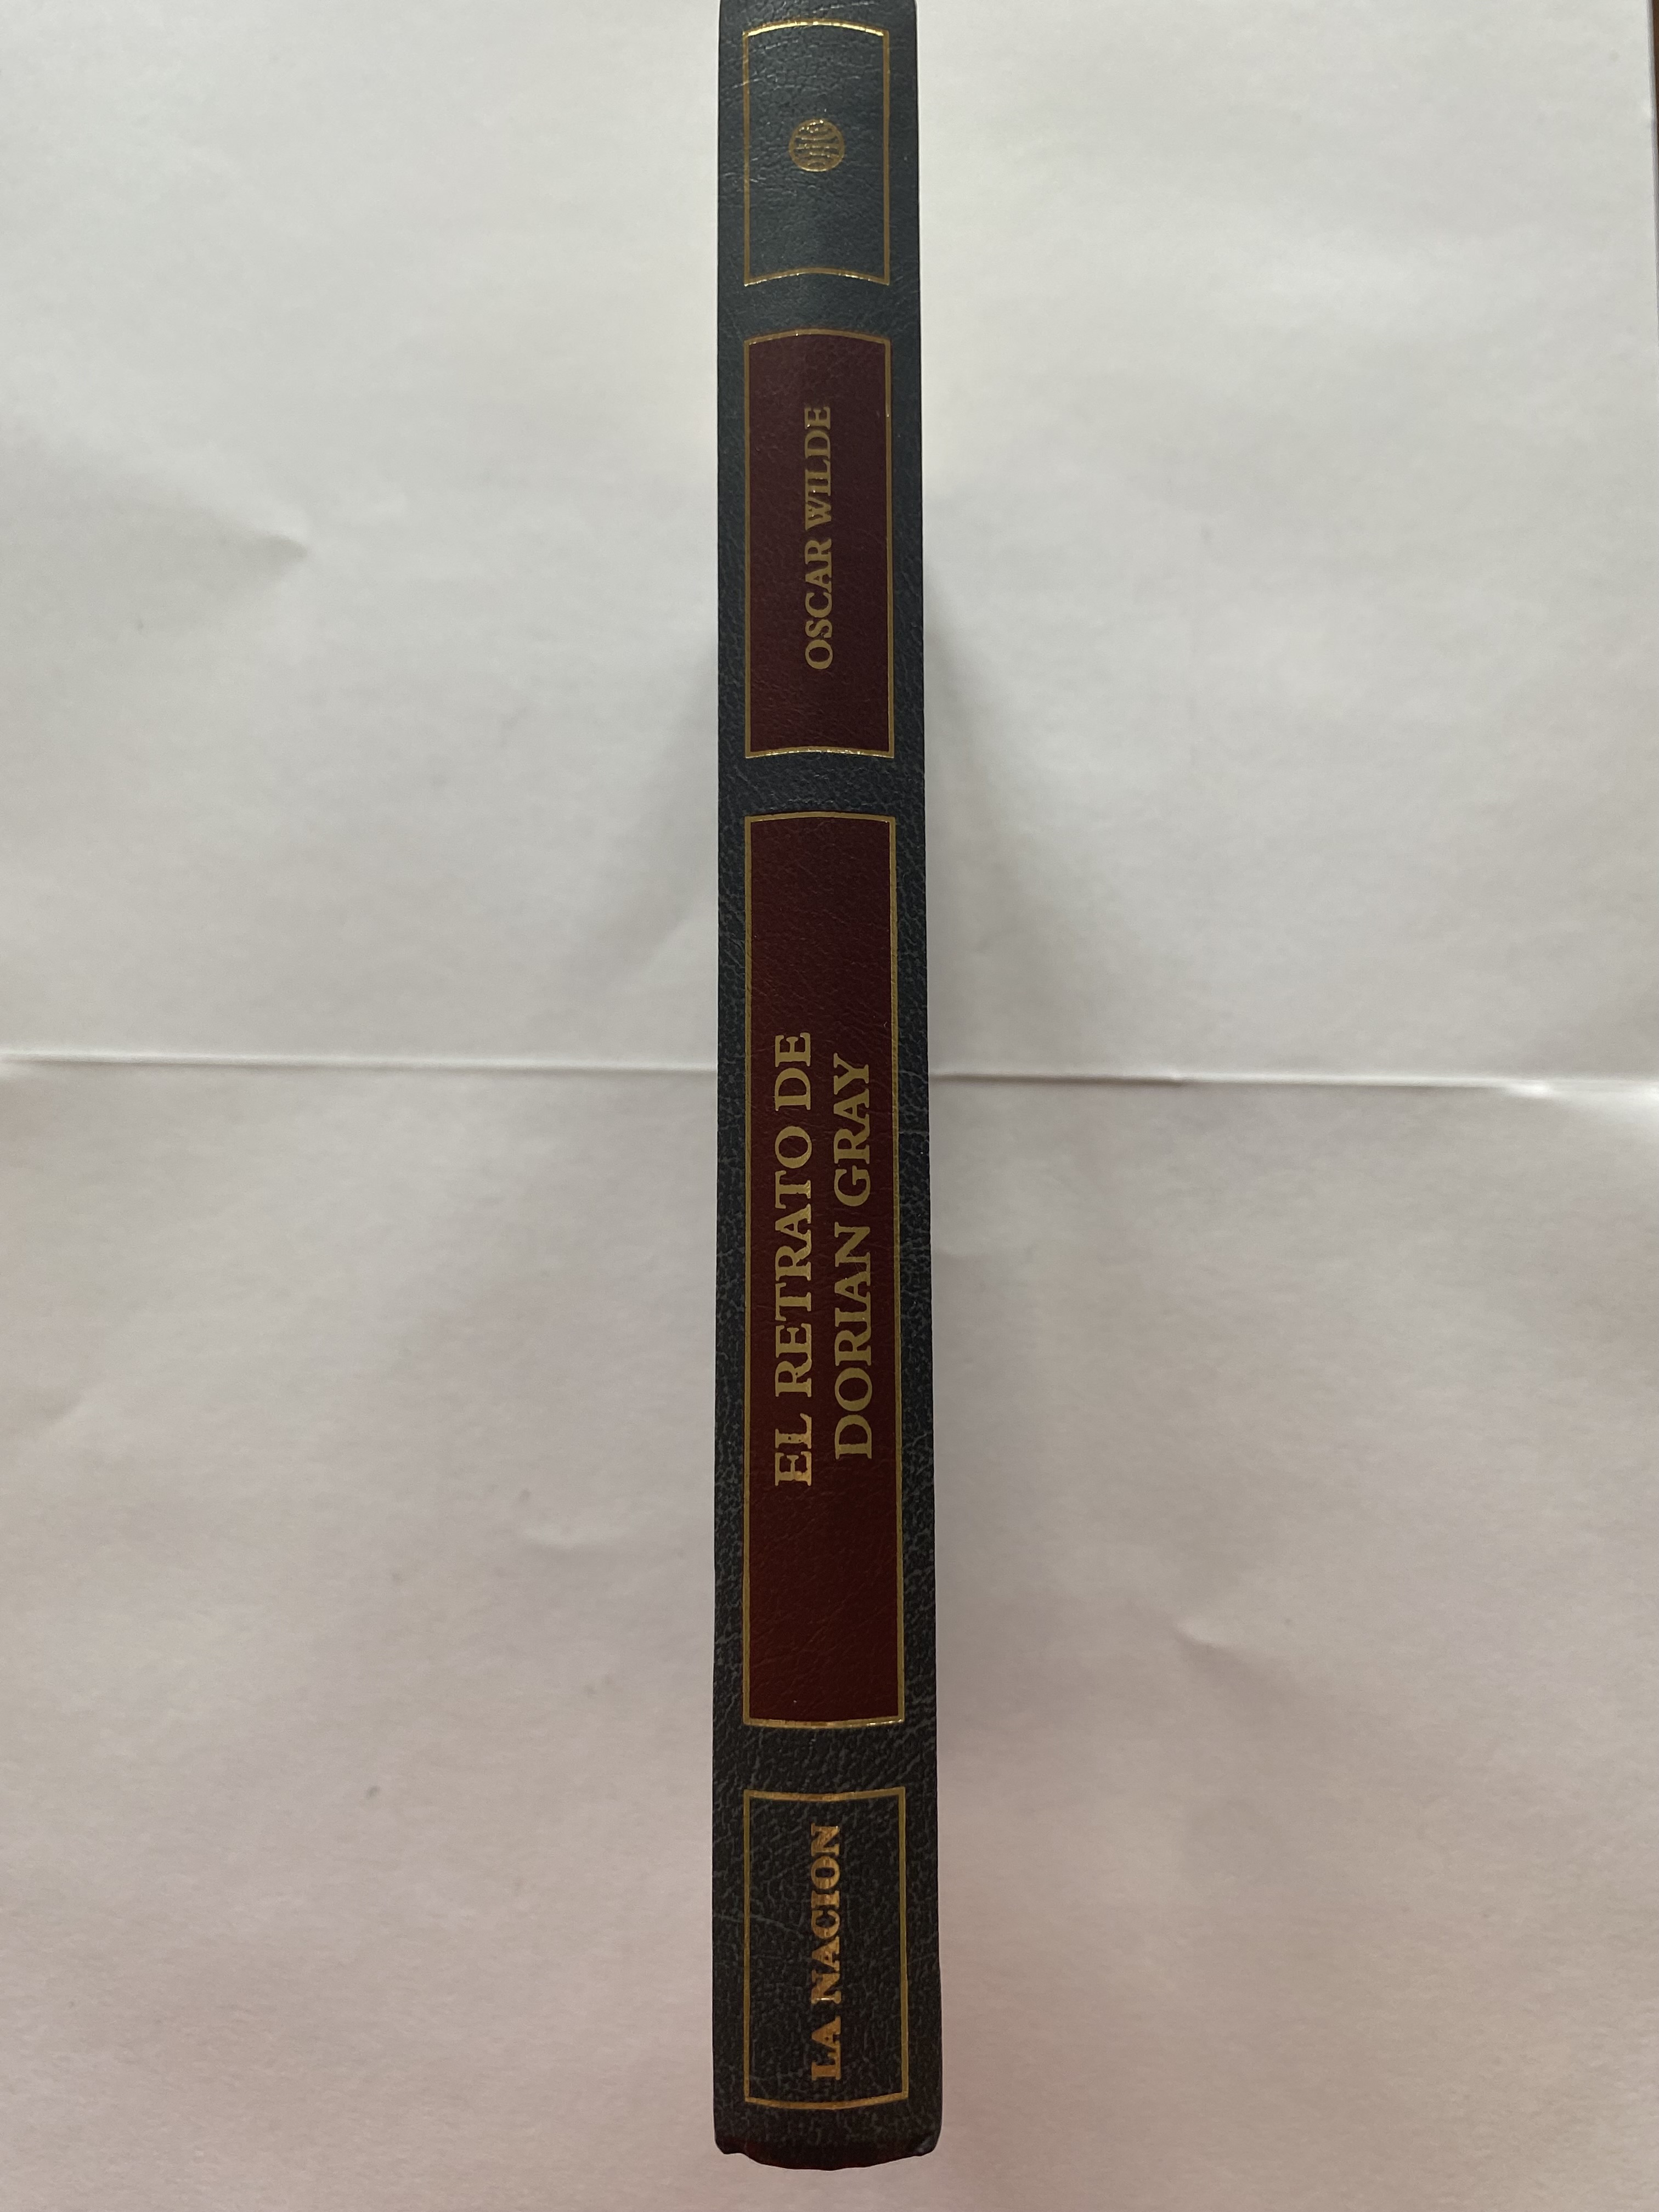 OSCAR WILDE
EL RETRATO DE
DORIAN GRAY
LA NACION